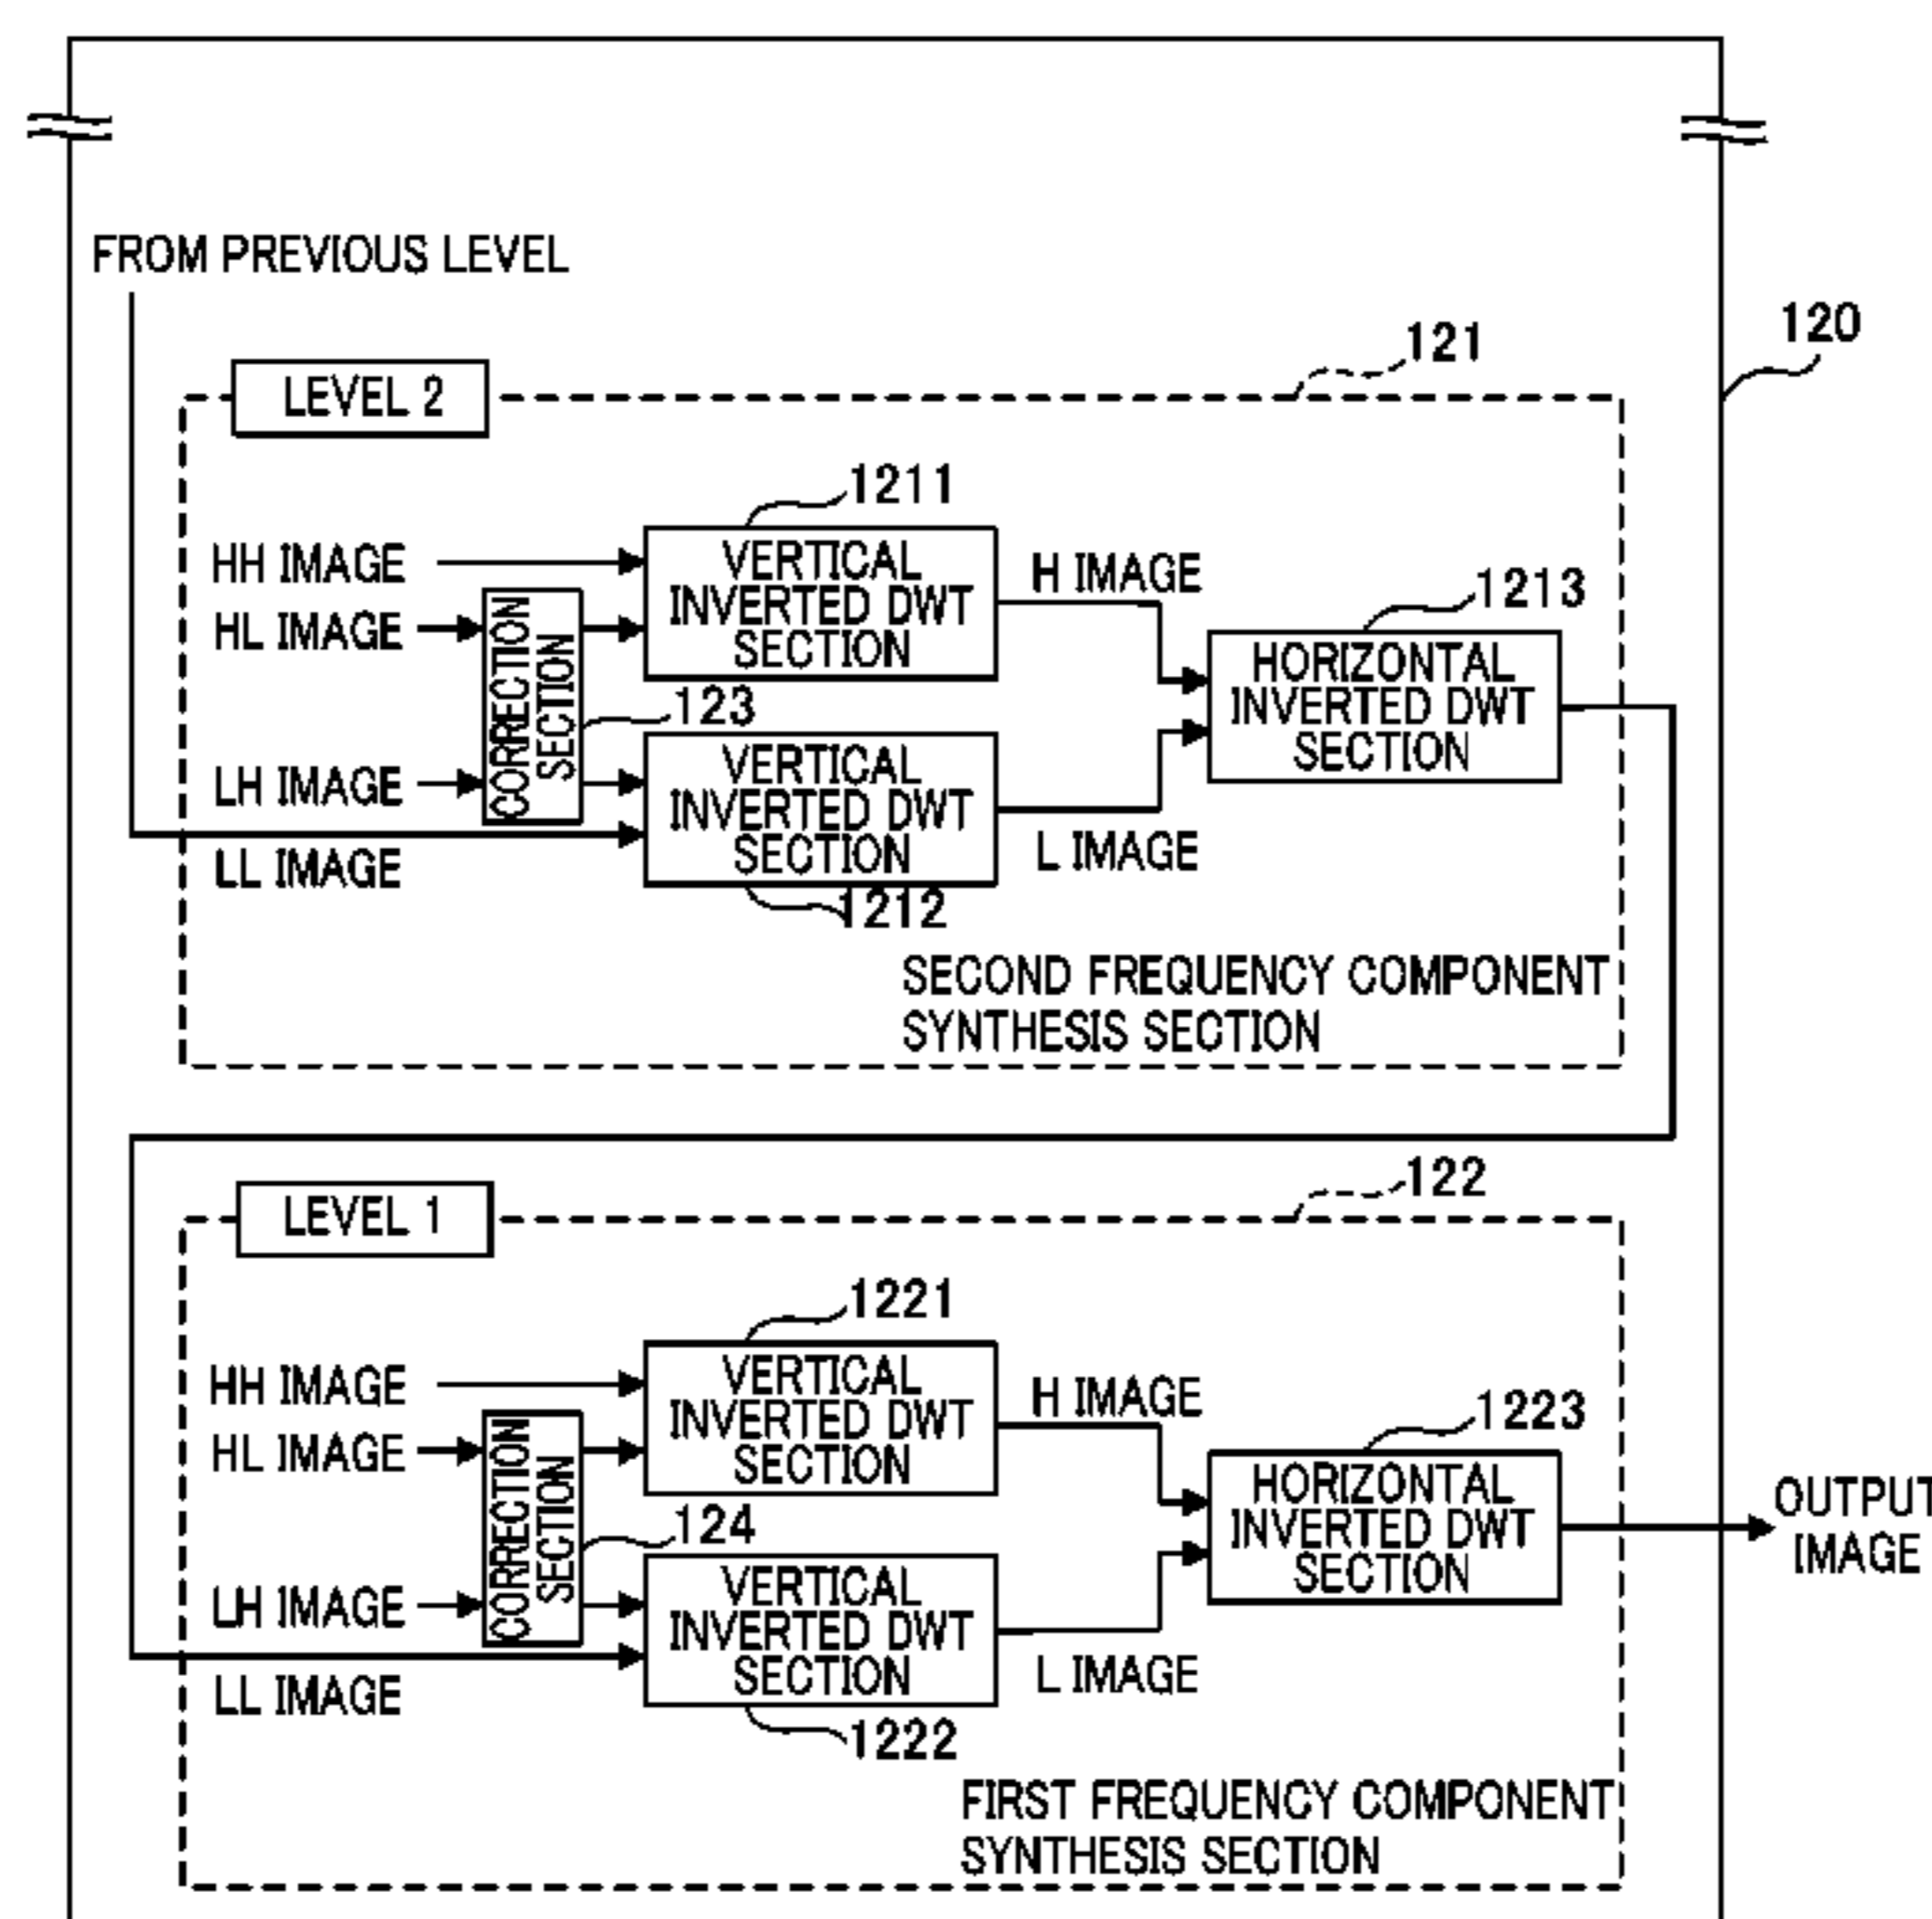 FROM PREVIOUS LEVEL
120
121
LEVEL 2
1211
HH IMAGE
VERTICAL
INVERTED DWT
SECTION
H IMAGE
HL IMAGE
CORRECTION
SECTION
1213
HORIZONTAL
INVERTED DWT
SECTION
123
LH IMAGE
VERTICAL
INVERTED DWT
SECTION
L IMAGE
LL IMAGE
1212
SECOND FREQUENCY COMPONENT
SYNTHESIS SECTION
122
LEVEL 1
1221
HH IMAGE
VERTICAL
INVERTED DWT
SECTION
H IMAGE
HL IMAGE
CORRECTION
SECTION
1223
HORIZONTAL
INVERTED DWT
SECTION
OUTPUT
IMAGE
124
LH IMAGE
VERTICAL
INVERTED DWT
SECTION
L IMAGE
LL IMAGE
1222
FIRST FREQUENCY COMPONENT
SYNTHESIS SECTION